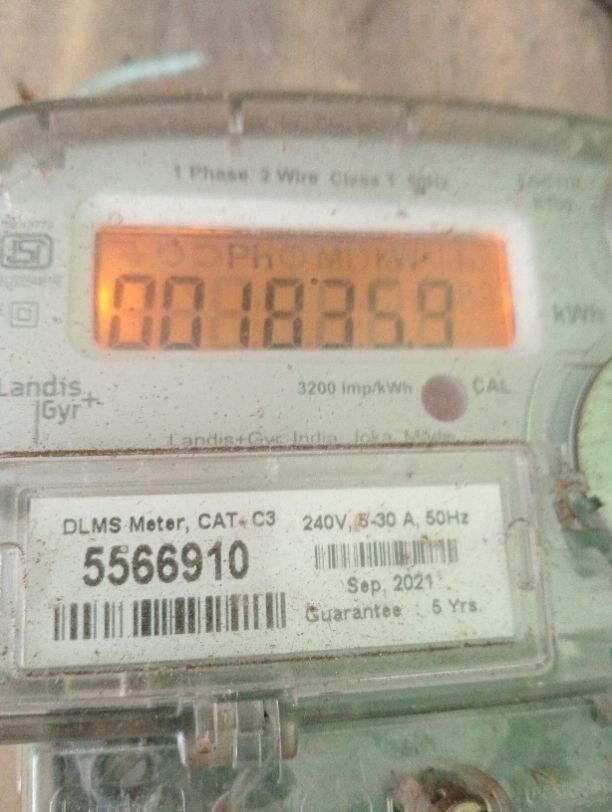 1 Phase 2 Wire Class 1 50Hz
001835.9
kWh
Landis
Gyr+
3200 imp/kWh CAL
Landis+Gyr, India, Joka,
DLMS Meter, CAT- C3
5566910
240V, 5-30 A, 50Hz
Sep, 2021
Guarantee : 5 Yrs.